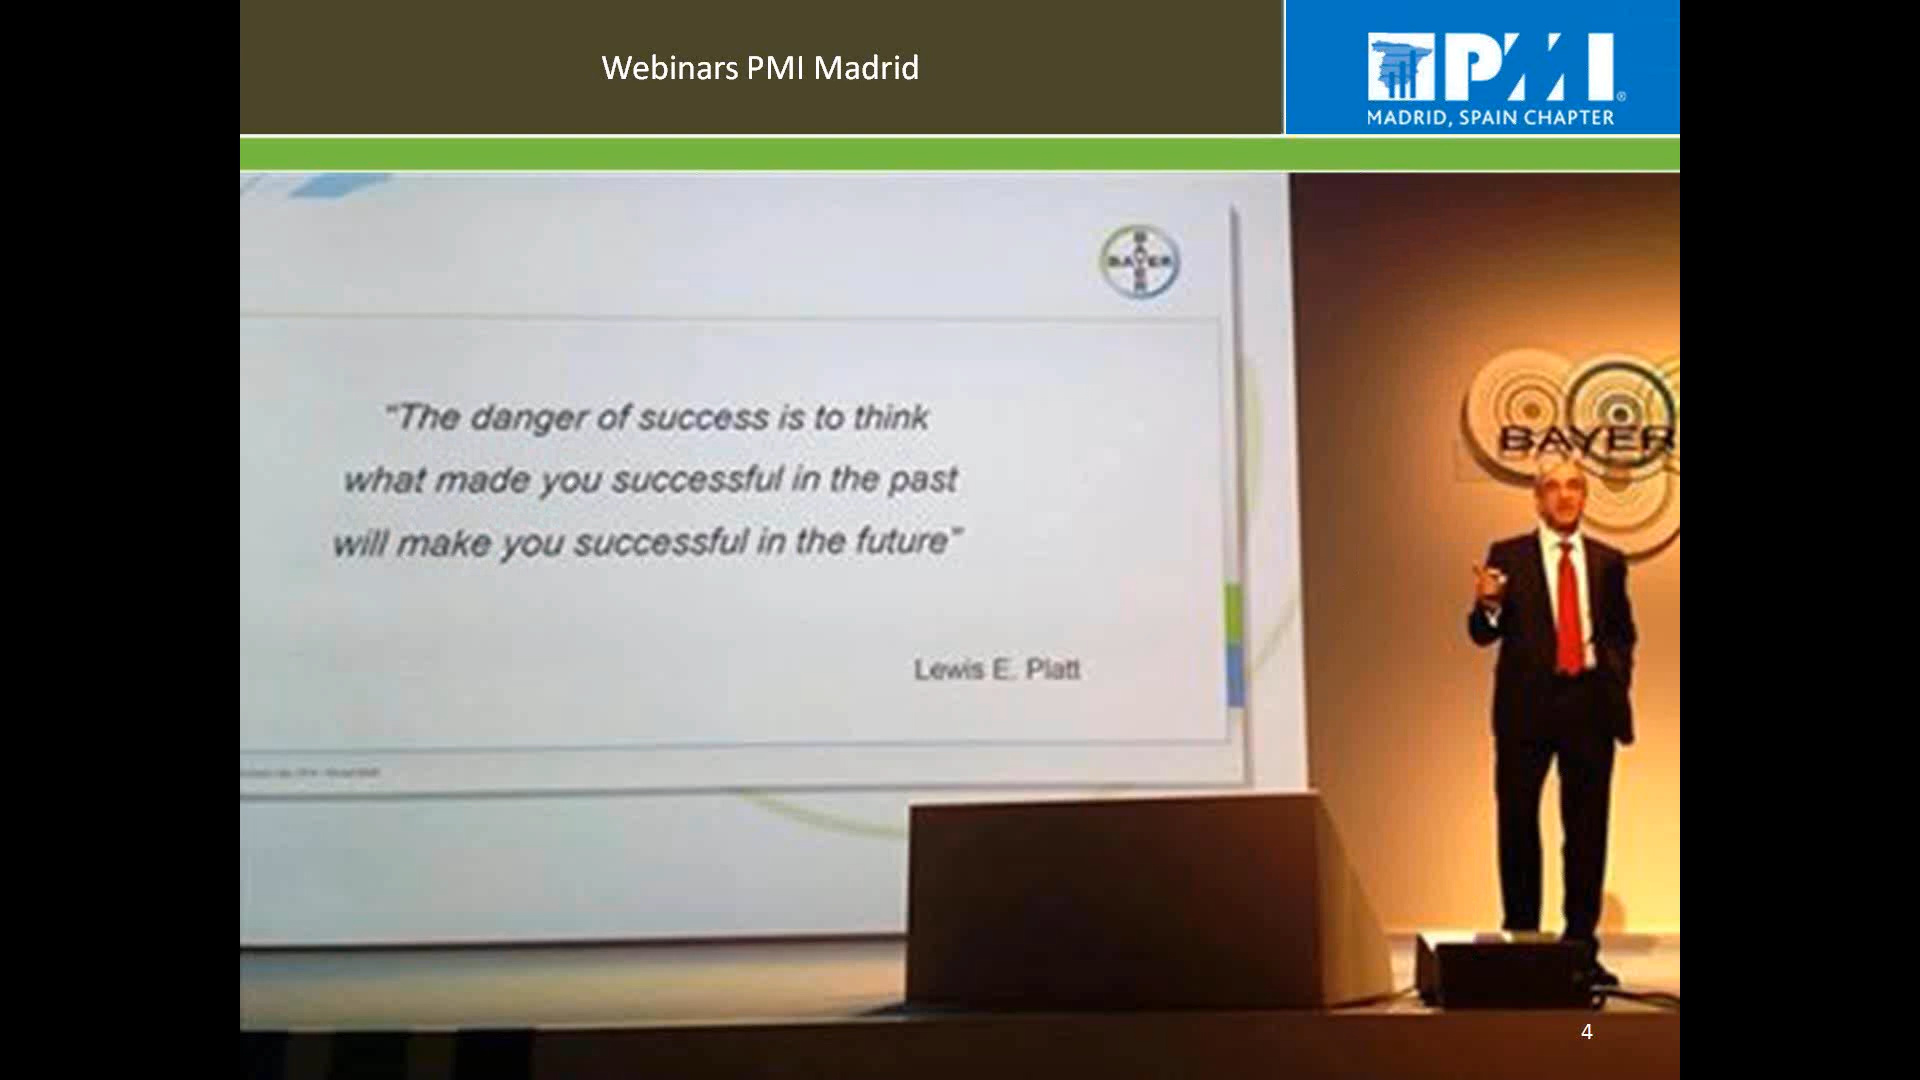 Webinars PMI Madrid
PMI®
MADRID, SPAIN CHAPTER
BAYER
BAYER
"The danger of success is to think
what made you successful in the past
will make you successful in the future"
Lewis E. Platt
BAYER
4